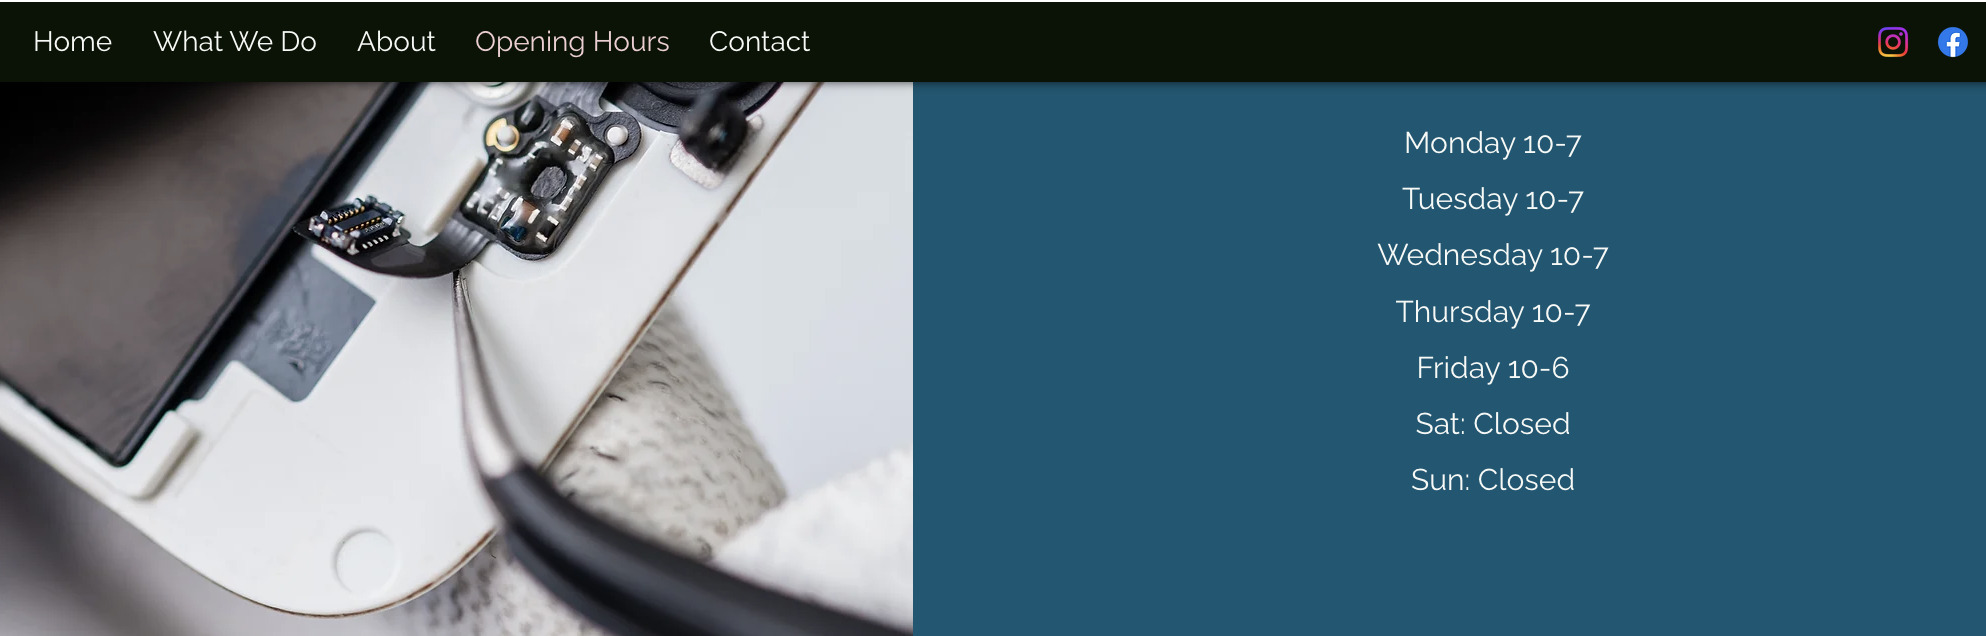 Home What We Do About Opening Hours Contact
Monday 10-7
Tuesday 10-7
Wednesday 10-7
Thursday 10-7
Friday 10-6
Sat: Closed
Sun: Closed